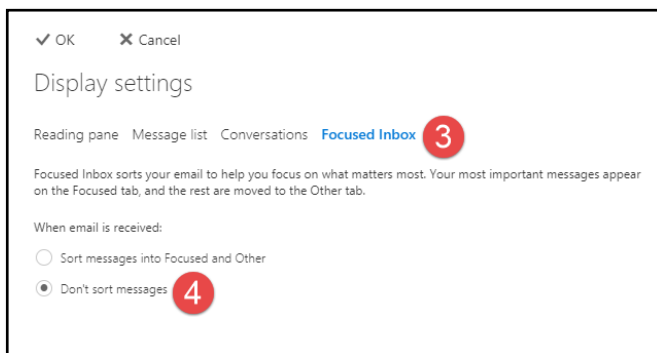 OK Cancel
Display settings
Reading pane Message list Conversations Focused Inbox 3
Focused Inbox sorts your email to help you focus on what matters most. Your most important messages appear
on the Focused tab, and the rest are moved to the Other tab.
When email is received:
Sort messages into Focused and Other
Don't sort messages 4